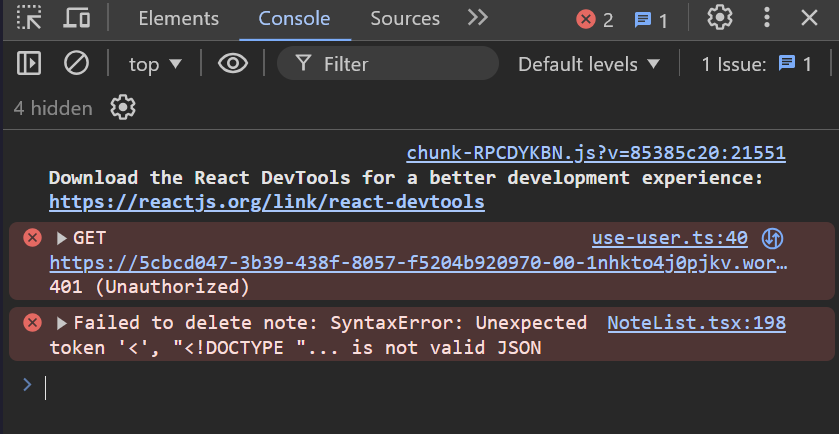 Elements Console Sources 2 1
top Filter Default levels 1 Issue: 1
4 hidden
chunk-RPCDYKBN.js?v=85385c20:21551
Download the React DevTools for a better development experience:
https://reactjs.org/link/react-devtools
GET use-user.ts:40
https://5cbcd047-3b39-438f-8057-f5204b920970-00-1nhkto4j0pjkv.wor…
401 (Unauthorized)
Failed to delete note: SyntaxError: Unexpected NoteList.tsx:198
token '<', "<!DOCTYPE "... is not valid JSON